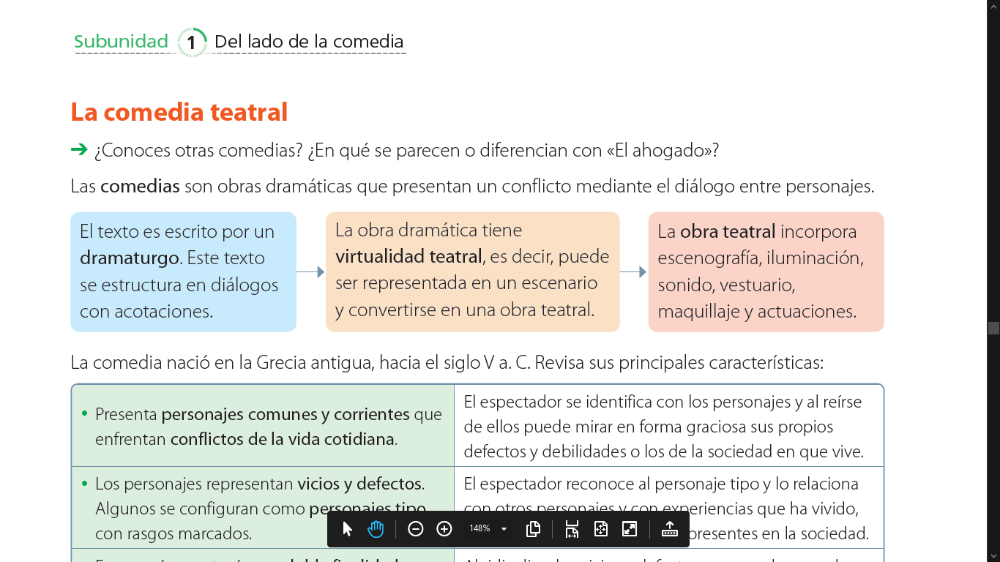 Subunidad 1 Del lado de la comedia
La comedia teatral
➔ ¿Conoces otras comedias? ¿En qué se parecen o diferencian con «El ahogado»?
Las comedias son obras dramáticas que presentan un conflicto mediante el diálogo entre personajes.
El texto es escrito por un
dramaturgo. Este texto
se estructura en diálogos
con acotaciones.
La obra dramática tiene
virtualidad teatral, es decir, puede
ser representada en un escenario
y convertirse en una obra teatral.
La obra teatral incorpora
escenografía, iluminación,
sonido, vestuario,
maquillaje y actuaciones.
La comedia nació en la Grecia antigua, hacia el siglo V a. C. Revisa sus principales características:
• Presenta personajes comunes y corrientes que
enfrentan conflictos de la vida cotidiana.
El espectador se identifica con los personajes y al reírse
de ellos puede mirar en forma graciosa sus propios
defectos y debilidades o los de la sociedad en que vive.
• Los personajes representan vicios y defectos.
Algunos se configuran como personajes tipo
con rasgos marcados.
El espectador reconoce al personaje tipo y lo relaciona
con otros personajes y con experiencias que ha vivido,
presentes en la sociedad.
148%